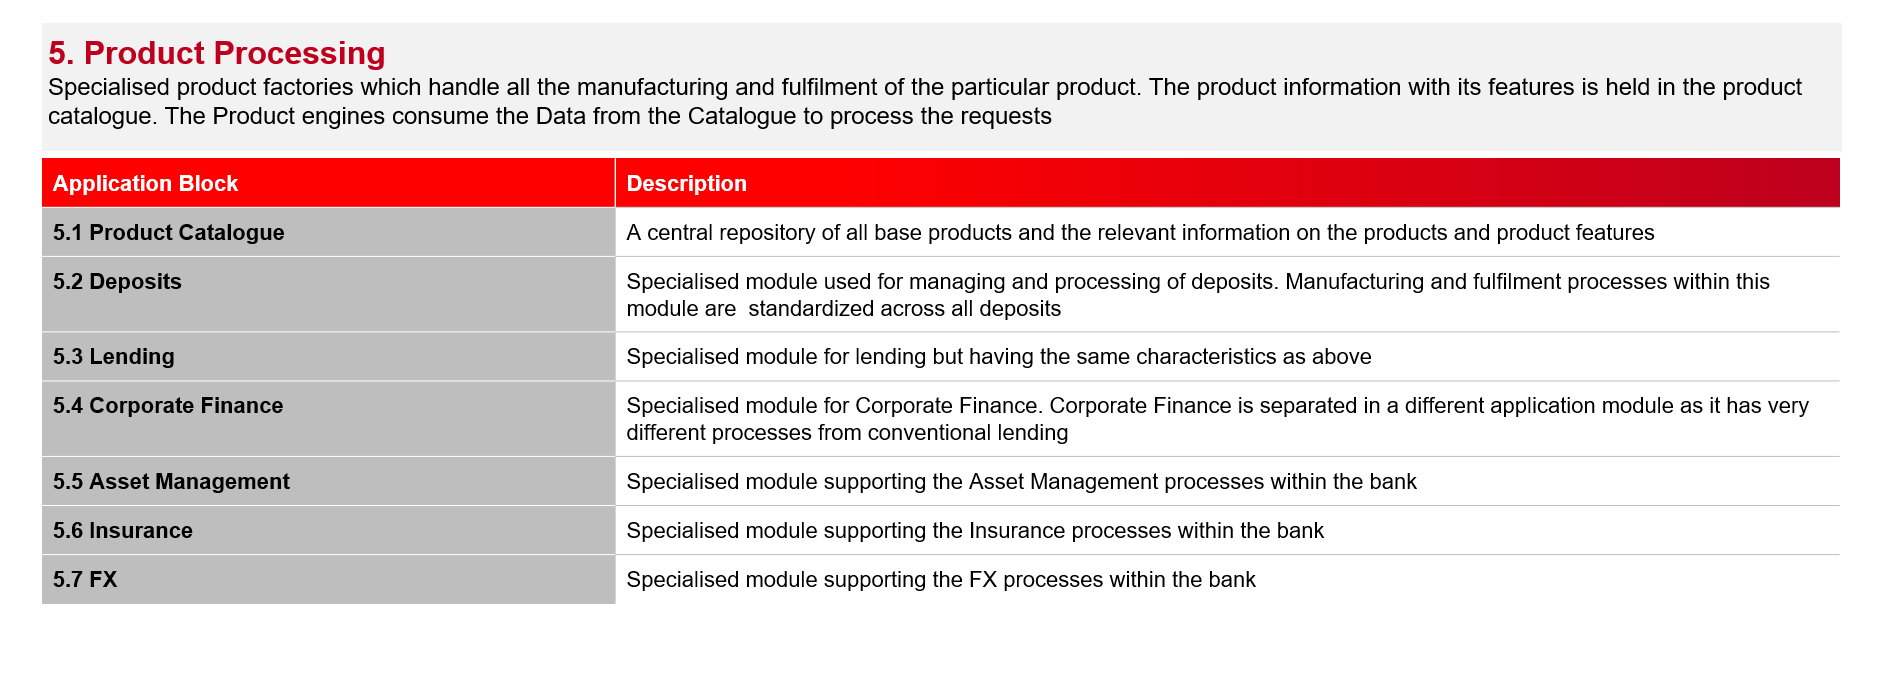 5. Product Processing
Specialised product factories which handle all the manufacturing and fulfilment of the particular product. The product information with its features is held in the product
catalogue. The Product engines consume the Data from the Catalogue to process the requests
Application Block
Description
5.1 Product Catalogue
A central repository of all base products and the relevant information on the products and product features
5.2 Deposits
Specialised module used for managing and processing of deposits. Manufacturing and fulfilment processes within this
module are  standardized across all deposits
5.3 Lending
Specialised module for lending but having the same characteristics as above
5.4 Corporate Finance
Specialised module for Corporate Finance. Corporate Finance is separated in a different application module as it has very
different processes from conventional lending
5.5 Asset Management
Specialised module supporting the Asset Management processes within the bank
5.6 Insurance
Specialised module supporting the Insurance processes within the bank
5.7 FX
Specialised module supporting the FX processes within the bank